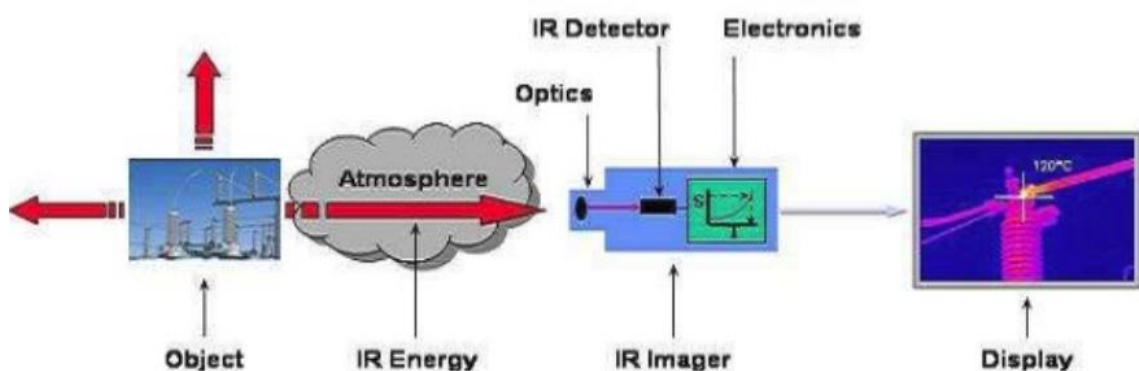 IR Detector
Electronics
Optics
Atmosphere
120°C
S
T
Object
IR Energy
IR Imager
Display